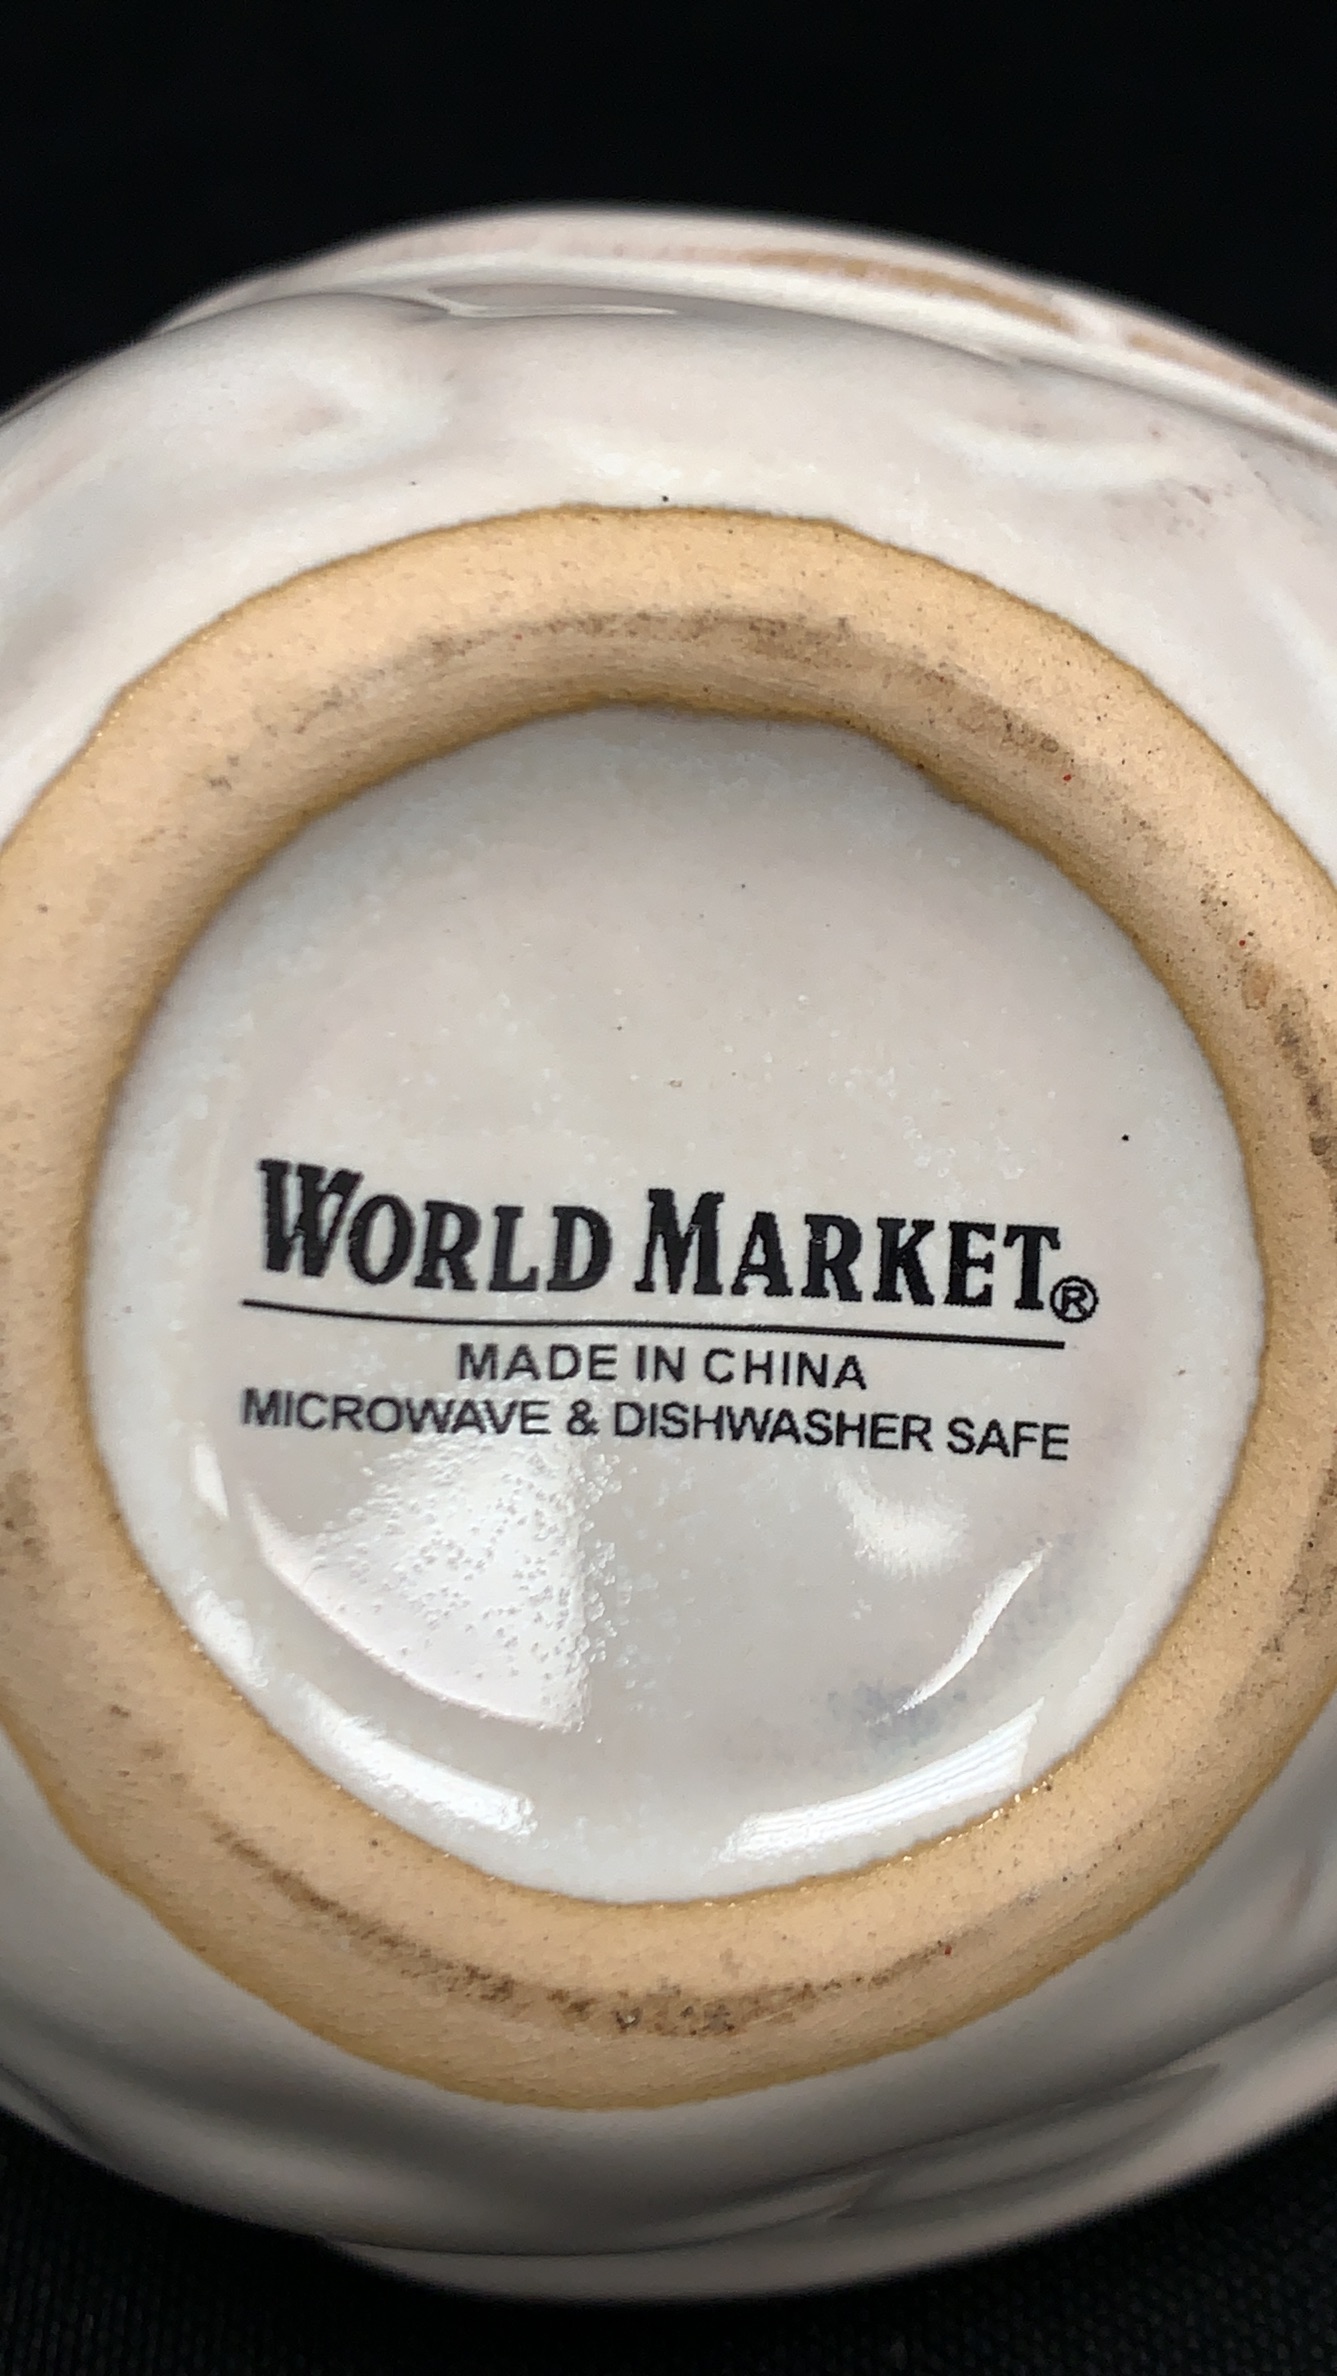 WORLD MARKET®
MADE IN CHINA
MICROWAVE & DISHWASHER SAFE